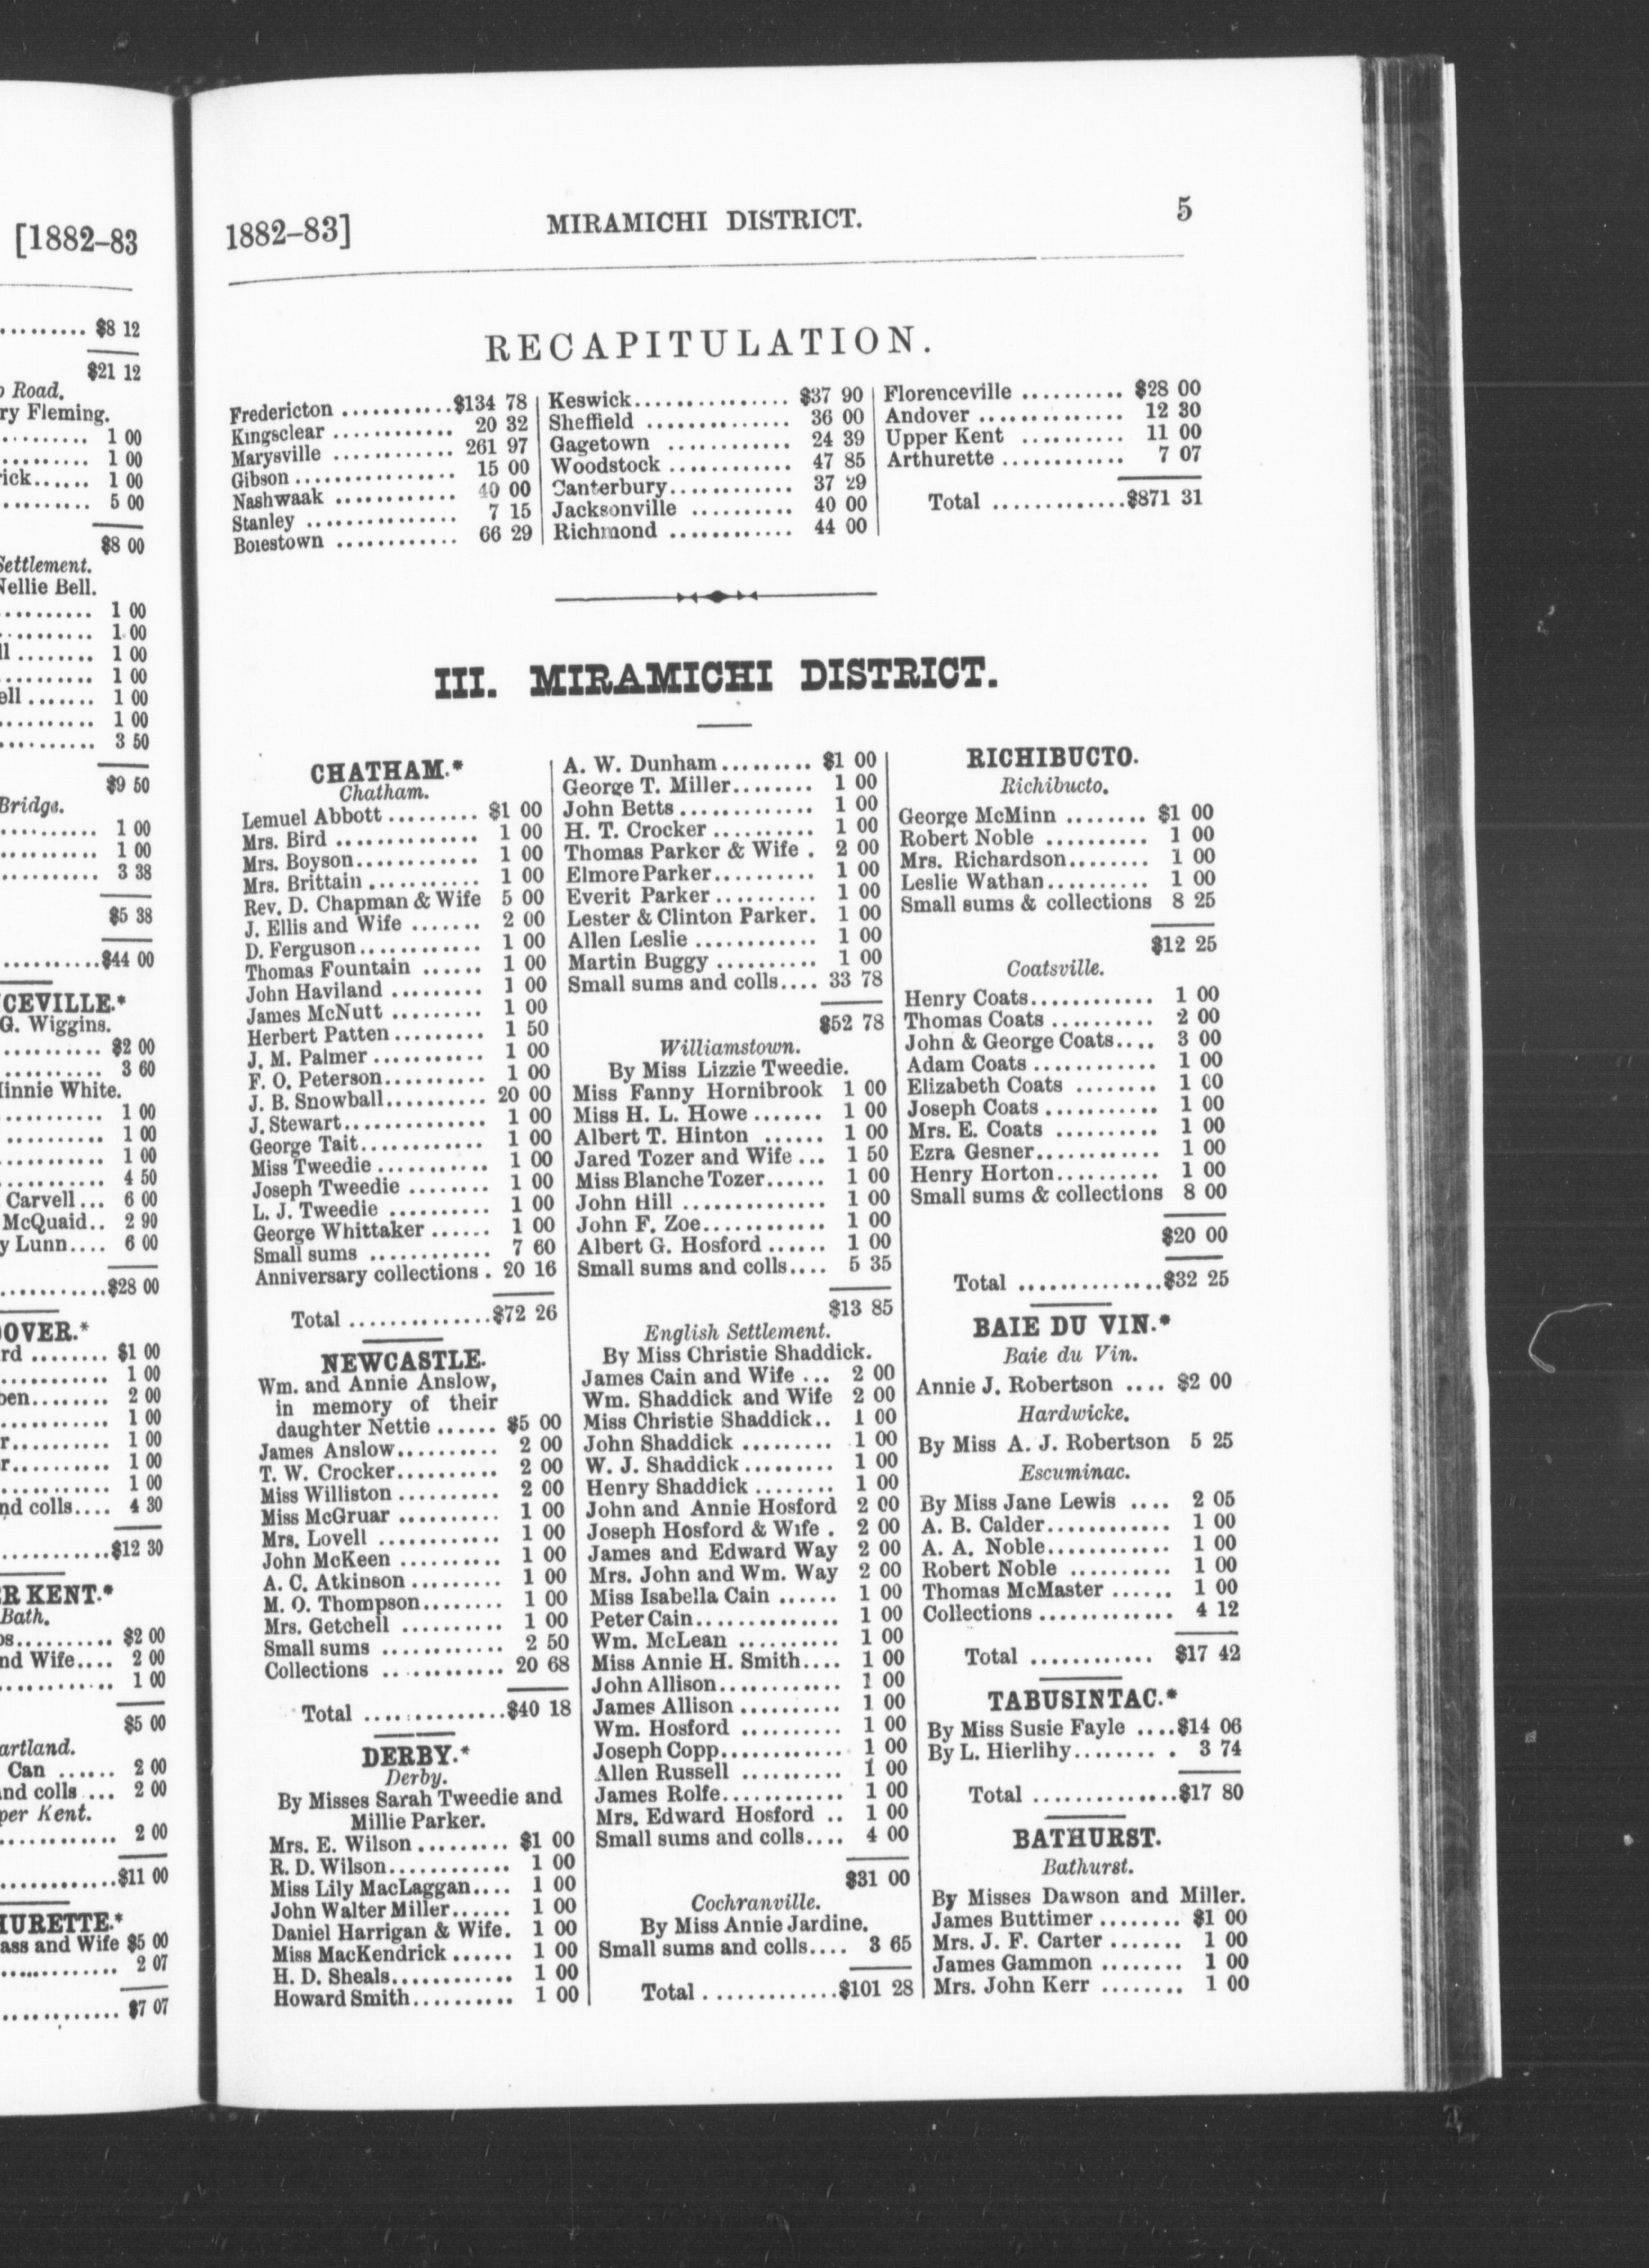 [1882–83
......... $8 12
$21 12
Road.
ry Fleming.
......... 1 00
......... 1 00
rick...... 1 00
......... 5 00
$8 00
Settlement.
Nellie Bell.
.......... 1 00
.......... 1 00
ll ........ 1 00
.......... 1 00
ell ....... 1 00
.......... 1 00
.......... 3 50
$9 50
Bridge.
.......... 1 00
.......... 1 00
.......... 3 38
$5 38
..........$44 00
CEVILLE.*
G. Wiggins.
.......... $2 00
.......... 3 60
Minnie White.
.......... 1 00
.......... 1 00
.......... 1 00
.......... 4 50
Carvell... 6 00
McQuaid.. 2 90
y Lunn.... 6 00
..........$28 00
OVER.*
rd ........ $1 00
.......... 1 00
ben........ 2 00
.......... 1 00
r.......... 1 00
r.......... 1 00
.......... 1 00
nd colls.... 4 30
..........$12 30
R KENT.*
Bath.
os.......... $2 00
nd Wife.... 2 00
.......... 1 00
$5 00
artland.
Can ...... 2 00
and colls ... 2 00
per Kent.
.......... 2 00
..........$11 00
HURETTE.*
ass and Wife $5 00
.......... 2 07
.......... $7 07
1882–83] MIRAMICHI DISTRICT. 5
RECAPITULATION.
Fredericton ...........$134 78
Kingsclear ............ 20 32
Marysville ............ 261 97
Gibson................ 15 00
Nashwaak ............ 40 00
Stanley ............... 7 15
Boiestown ............ 66 29
Keswick............... $37 90
Sheffield .............. 36 00
Gagetown ............ 24 39
Woodstock ............ 47 85
Canterbury............ 37 29
Jacksonville .......... 40 00
Richmond ............ 44 00
Florenceville .......... $28 00
Andover .............. 12 30
Upper Kent .......... 11 00
Arthurette ............ 7 07
Total .............$871 31
III. MIRAMICHI DISTRICT.
CHATHAM.*
Chatham.
Lemuel Abbott ......... $1 00
Mrs. Bird .............. 1 00
Mrs. Boyson............ 1 00
Mrs. Brittain ........... 1 00
Rev. D. Chapman & Wife 5 00
J. Ellis and Wife ....... 2 00
D. Ferguson............ 1 00
Thomas Fountain ...... 1 00
John Haviland ......... 1 00
James McNutt ......... 1 00
Herbert Patten......... 1 50
J. M. Palmer ........... 1 00
F. O. Peterson.......... 1 00
J. B. Snowball.......... 20 00
J. Stewart.............. 1 00
George Tait............ 1 00
Miss Tweedie ........... 1 00
Joseph Tweedie ........ 1 00
L. J. Tweedie .......... 1 00
George Whittaker ...... 1 00
Small sums ............ 7 60
Anniversary collections . 20 16
Total ..............$72 26
NEWCASTLE.
Wm. and Annie Anslow,
in memory of their
daughter Nettie ...... $5 00
James Anslow.......... 2 00
T. W. Crocker.......... 2 00
Miss Williston .......... 2 00
Miss McGruar .......... 1 00
Mrs. Lovell ............ 1 00
John McKeen .......... 1 00
A. C. Atkinson ......... 1 00
M. O. Thompson........ 1 00
Mrs. Getchell .......... 1 00
Small sums ............ 2 50
Collections ............ 20 68
Total ..............$40 18
DERBY.*
Derby.
By Misses Sarah Tweedie and
Millie Parker.
Mrs. E. Wilson ......... $1 00
R. D. Wilson............ 1 00
Miss Lily MacLaggan.... 1 00
John Walter Miller...... 1 00
Daniel Harrigan & Wife. 1 00
Miss MacKendrick ...... 1 00
H. D. Sheals............ 1 00
Howard Smith.......... 1 00
A. W. Dunham......... $1 00
George T. Miller........ 1 00
John Betts ............. 1 00
H. T. Crocker .......... 1 00
Thomas Parker & Wife . 2 00
Elmore Parker.......... 1 00
Everit Parker .......... 1 00
Lester & Clinton Parker. 1 00
Allen Leslie ............ 1 00
Martin Buggy .......... 1 00
Small sums and colls.... 33 78
$52 78
Williamstown.
By Miss Lizzie Tweedie.
Miss Fanny Hornibrook 1 00
Miss H. L. Howe ....... 1 00
Albert T. Hinton ...... 1 00
Jared Tozer and Wife ... 1 50
Miss Blanche Tozer...... 1 00
John Hill .............. 1 00
John F. Zoe............ 1 00
Albert G. Hosford ...... 1 00
Small sums and colls.... 5 35
$13 85
English Settlement.
By Miss Christie Shaddick.
James Cain and Wife ... 2 00
Wm. Shaddick and Wife 2 00
Miss Christie Shaddick.. 1 00
John Shaddick ......... 1 00
W. J. Shaddick ......... 1 00
Henry Shaddick ........ 1 00
John and Annie Hosford 2 00
Joseph Hosford & Wife . 2 00
James and Edward Way 2 00
Mrs. John and Wm. Way 2 00
Miss Isabella Cain ...... 1 00
Peter Cain.............. 1 00
Wm. McLean .......... 1 00
Miss Annie H. Smith.... 1 00
John Allison............ 1 00
James Allison .......... 1 00
Wm. Hosford .......... 1 00
Joseph Copp............ 1 00
Allen Russell .......... 1 00
James Rolfe............ 1 00
Mrs. Edward Hosford .. 1 00
Small sums and colls.... 4 00
$31 00
Cochranville.
By Miss Annie Jardine.
Small sums and colls.... 3 65
Total .............$101 28
RICHIBUCTO.
Richibucto.
George McMinn ........ $1 00
Robert Noble .......... 1 00
Mrs. Richardson........ 1 00
Leslie Wathan.......... 1 00
Small sums & collections 8 25
$12 25
Coatsville.
Henry Coats............ 1 00
Thomas Coats .......... 2 00
John & George Coats.... 3 00
Adam Coats ............ 1 00
Elizabeth Coats ........ 1 00
Joseph Coats ........... 1 00
Mrs. E. Coats .......... 1 00
Ezra Gesner............ 1 00
Henry Horton.......... 1 00
Small sums & collections 8 00
$20 00
Total ..............$32 25
BAIE DU VIN.*
Baie du Vin.
Annie J. Robertson .... $2 00
Hardwicke.
By Miss A. J. Robertson 5 25
Escuminac.
By Miss Jane Lewis .... 2 05
A. B. Calder............ 1 00
A. A. Noble............ 1 00
Robert Noble .......... 1 00
Thomas McMaster ...... 1 00
Collections ............. 4 12
Total ............ $17 42
TABUSINTAC.*
By Miss Susie Fayle ....$14 06
By L. Hierlihy........ . 3 74
Total ..............$17 80
BATHURST.
Bathurst.
By Misses Dawson and Miller.
James Buttimer ........ $1 00
Mrs. J. F. Carter ....... 1 00
James Gammon ........ 1 00
Mrs. John Kerr ........ 1 00